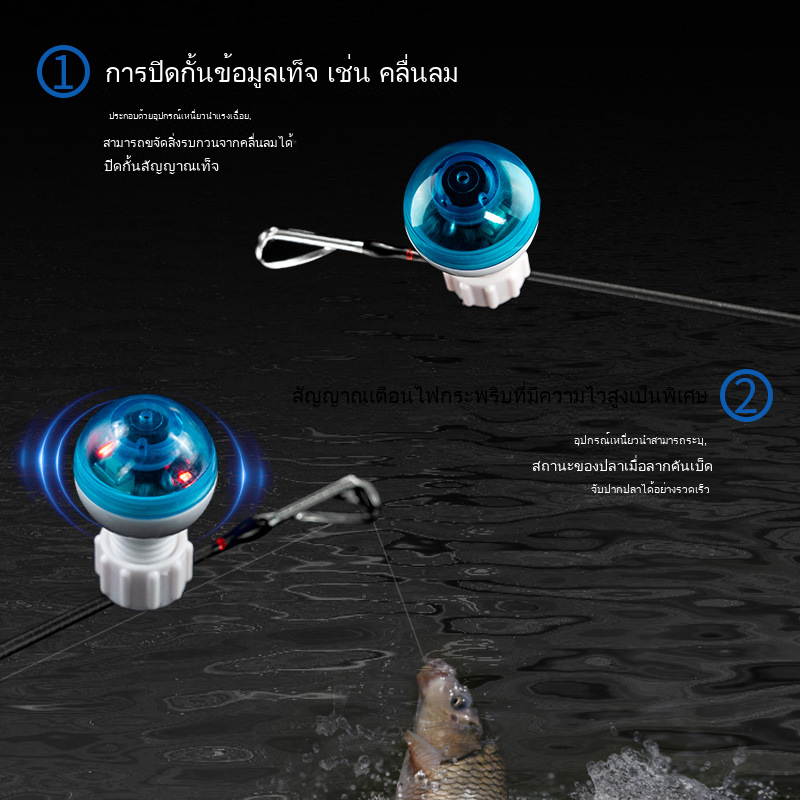 1 การปิดกั้นข้อมูลเท็จ เช่น คลื่นลม
ประกอบด้วยอุปกรณ์เหนี่ยวนำแรงเฉื่อย,
สามารถขจัดสิ่งรบกวนจากคลื่นลมได้
ปิดกั้นสัญญาณเท็จ
สัญญาณเตือนไฟกระพริบที่มีความไวสูงเป็นพิเศษ 2
อุปกรณ์เหนี่ยวนำสามารถระบุ,
สถานะของปลาเมื่อลากคันเบ็ด
จับปากปลาได้อย่างรวดเร็ว